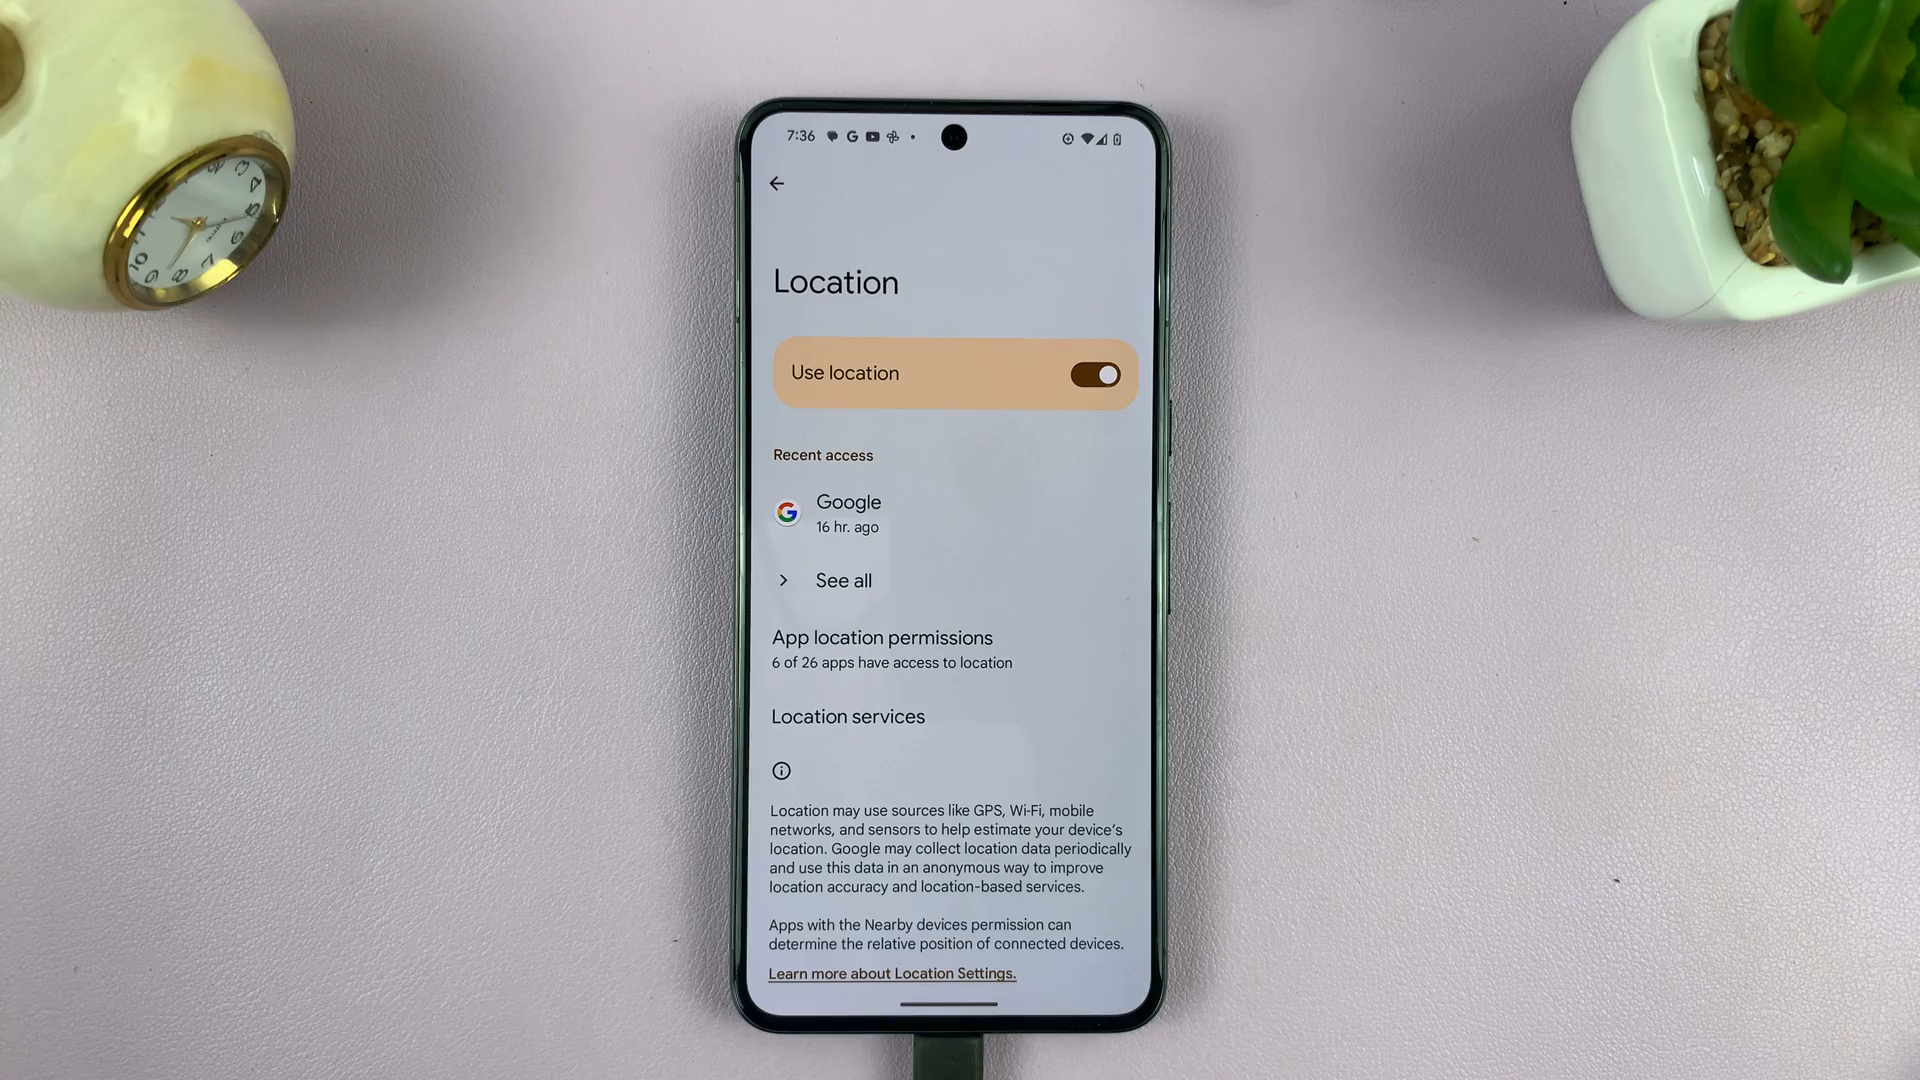 7:36
Location
Use location
Recent access
Google
16 hr. ago
See all
App location permissions
6 of 26 apps have access to location
Location services
Location may use sources like GPS, Wi-Fi, mobile
networks, and sensors to help estimate your device's
location. Google may collect location data periodically
and use this data in an anonymous way to improve
location accuracy and location-based services.
Apps with the Nearby devices permission can
determine the relative position of connected devices.
Learn more about Location Settings.